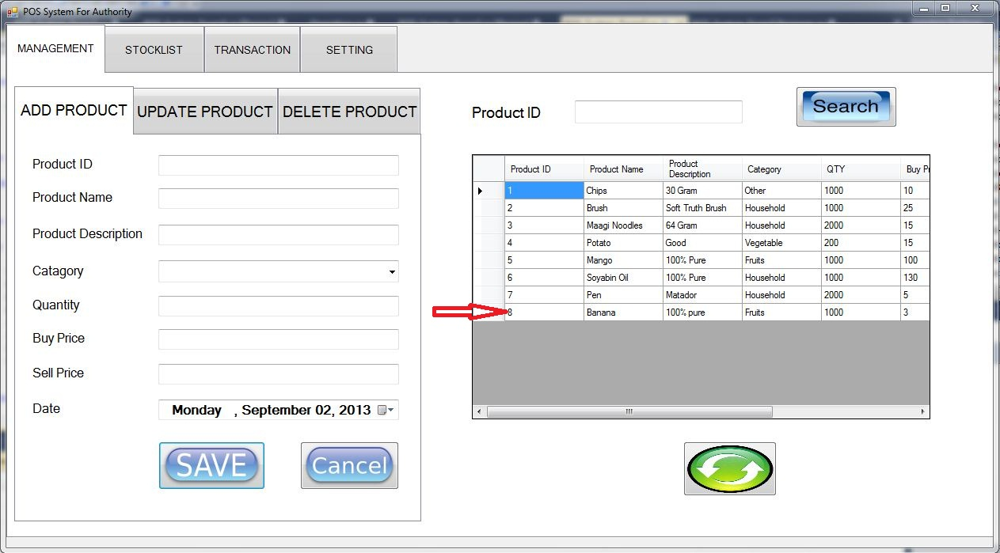 POS System For Authority
MANAGEMENT STOCKLIST TRANSACTION SETTING
ADD PRODUCT UPDATE PRODUCT DELETE PRODUCT
Product ID
Product Name
Product Description
Catagory
Quantity
Buy Price
Sell Price
Date Monday , September 02, 2013
SAVE Cancel
Product ID Search
Product ID Product Name Product Description Category QTY Buy Pr
1 Chips 30 Gram Other 1000 10
2 Brush Soft Truth Brush Household 1000 25
3 Maagi Noodles 64 Gram Household 2000 15
4 Potato Good Vegetable 200 15
5 Mango 100% Pure Fruits 1000 100
6 Soyabin Oil 100% Pure Household 1000 130
7 Pen Matador Household 2000 5
8 Banana 100% pure Fruits 1000 3